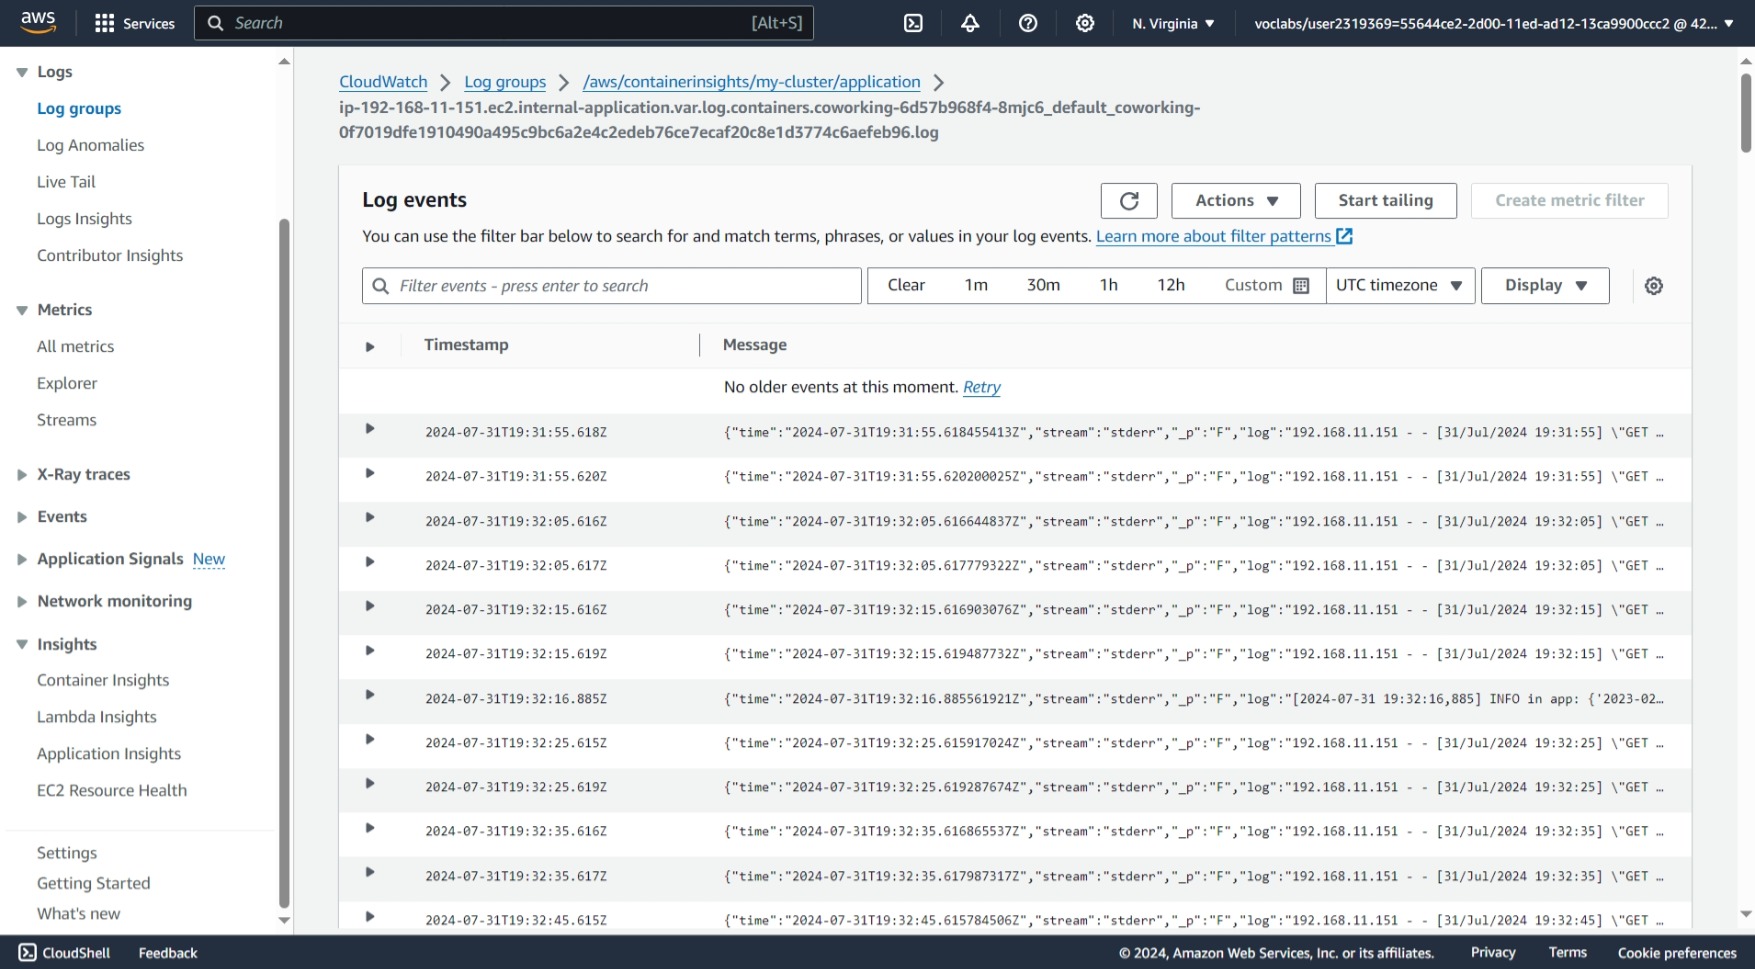 aws
Services
Search
[Alt+S]
N. Virginia
voclabs/user2319369=55644ce2-2d00-11ed-ad12-13ca9900ccc2 @ 42...
Logs
Log groups
Log Anomalies
Live Tail
Logs Insights
Contributor Insights
Metrics
All metrics
Explorer
Streams
X-Ray traces
Events
Application Signals New
Network monitoring
Insights
Container Insights
Lambda Insights
Application Insights
EC2 Resource Health
Settings
Getting Started
What's new
CloudWatch
Log groups
/aws/containerinsights/my-cluster/application
ip-192-168-11-151.ec2.internal-application.var.log.containers.coworking-6d57b968f4-8mjc6_default_coworking-
0f7019dfe1910490a495c9bc6a2e4c2edeb76ce7ecaf20c8e1d3774c6aefeb96.log
Log events
Actions
Start tailing
Create metric filter
You can use the filter bar below to search for and match terms, phrases, or values in your log events. Learn more about filter patterns
Filter events - press enter to search
Clear
1m
30m
1h
12h
Custom
UTC timezone
Display
Timestamp
Message
No older events at this moment. Retry
2024-07-31T19:31:55.618Z {"time":"2024-07-31T19:31:55.618455413Z","stream":"stderr","_p":"F","log":"192.168.11.151 - - [31/Jul/2024 19:31:55] \"GET …
2024-07-31T19:31:55.620Z {"time":"2024-07-31T19:31:55.620200025Z","stream":"stderr","_p":"F","log":"192.168.11.151 - - [31/Jul/2024 19:31:55] \"GET …
2024-07-31T19:32:05.616Z {"time":"2024-07-31T19:32:05.616644837Z","stream":"stderr","_p":"F","log":"192.168.11.151 - - [31/Jul/2024 19:32:05] \"GET …
2024-07-31T19:32:05.617Z {"time":"2024-07-31T19:32:05.617779322Z","stream":"stderr","_p":"F","log":"192.168.11.151 - - [31/Jul/2024 19:32:05] \"GET …
2024-07-31T19:32:15.616Z {"time":"2024-07-31T19:32:15.616903076Z","stream":"stderr","_p":"F","log":"192.168.11.151 - - [31/Jul/2024 19:32:15] \"GET …
2024-07-31T19:32:15.619Z {"time":"2024-07-31T19:32:15.619487732Z","stream":"stderr","_p":"F","log":"192.168.11.151 - - [31/Jul/2024 19:32:15] \"GET …
2024-07-31T19:32:16.885Z {"time":"2024-07-31T19:32:16.885561921Z","stream":"stderr","_p":"F","log":"[2024-07-31 19:32:16,885] INFO in app: {'2023-02…
2024-07-31T19:32:25.615Z {"time":"2024-07-31T19:32:25.615917024Z","stream":"stderr","_p":"F","log":"192.168.11.151 - - [31/Jul/2024 19:32:25] \"GET …
2024-07-31T19:32:25.619Z {"time":"2024-07-31T19:32:25.619287674Z","stream":"stderr","_p":"F","log":"192.168.11.151 - - [31/Jul/2024 19:32:25] \"GET …
2024-07-31T19:32:35.616Z {"time":"2024-07-31T19:32:35.616865537Z","stream":"stderr","_p":"F","log":"192.168.11.151 - - [31/Jul/2024 19:32:35] \"GET …
2024-07-31T19:32:35.617Z {"time":"2024-07-31T19:32:35.617987317Z","stream":"stderr","_p":"F","log":"192.168.11.151 - - [31/Jul/2024 19:32:35] \"GET …
2024-07-31T19:32:45.615Z {"time":"2024-07-31T19:32:45.615784506Z","stream":"stderr","_p":"F","log":"192.168.11.151 - - [31/Jul/2024 19:32:45] \"GET …
CloudShell
Feedback
© 2024, Amazon Web Services, Inc. or its affiliates.
Privacy
Terms
Cookie preferences